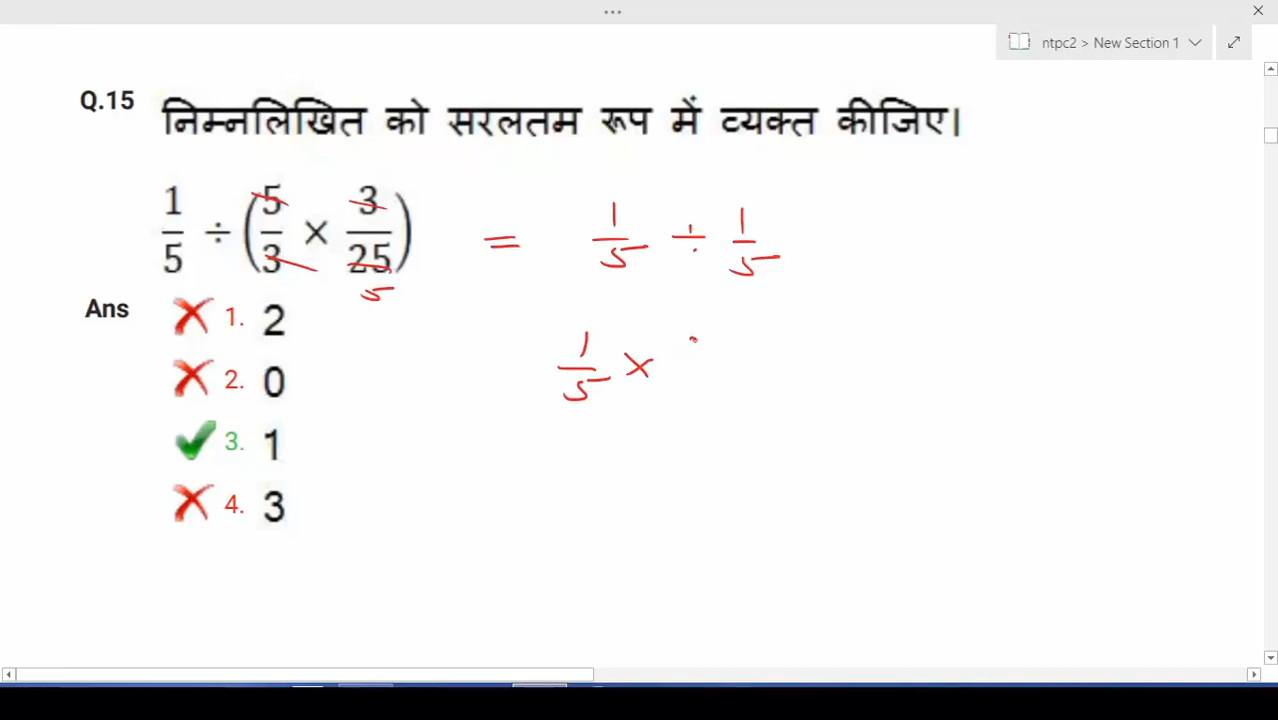 ntpc2 > New Section 1
Q.15 निम्नलिखित को सरलतम रूप में व्यक्त कीजिए।
1/5 ÷ (5/3 × 3/25) = 1/5 ÷ 1/5
5
Ans
1. 2
1/5 ×
2. 0
3. 1
4. 3